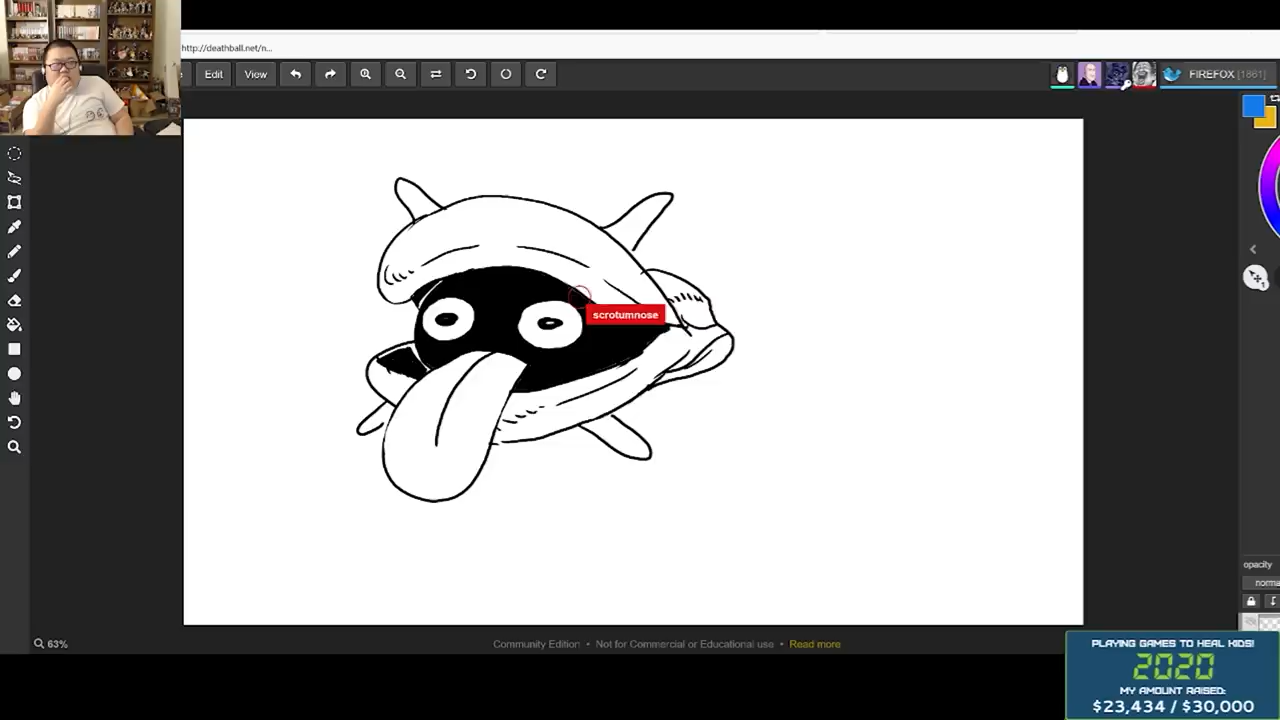 http://deathball.net/n...
Edit
View
FIREFOX [1861]
scrotumnose
opacity
norma
63%
Community Edition • Not for Commercial or Educational use • Read more
PLAYING GAMES TO HEAL KIDS!
2020
MY AMOUNT RAISED:
$23,434 / $30,000